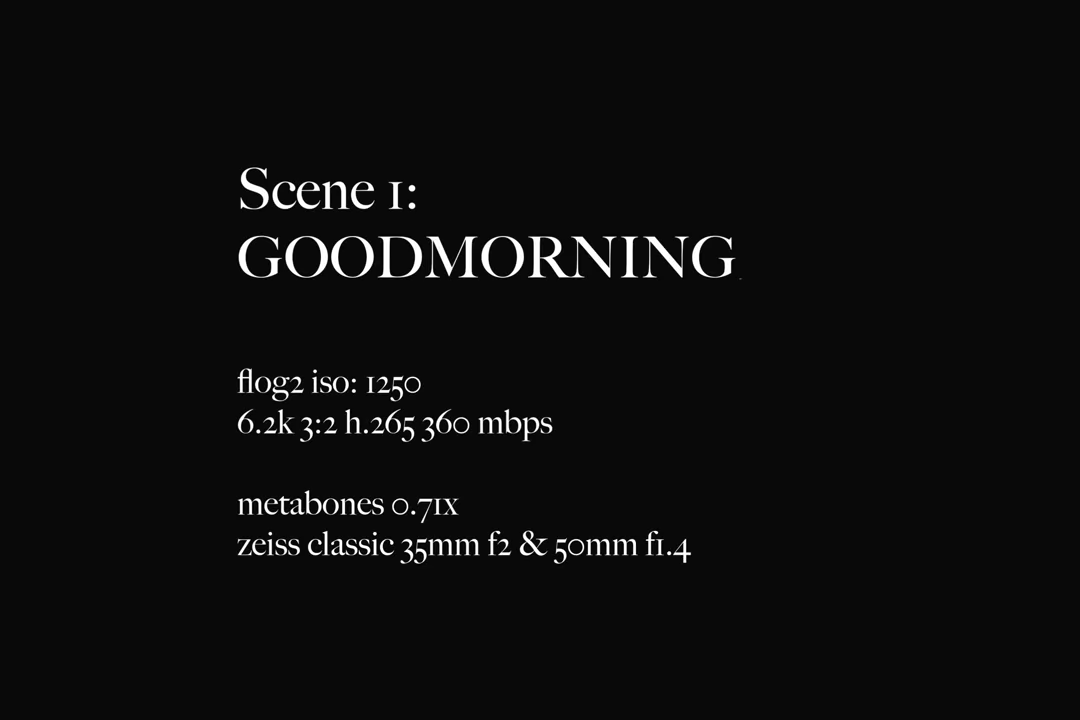 Scene 1:
GOODMORNING
flog2 iso: 1250
6.2k 3:2 h.265 360 mbps
metabones 0.71x
zeiss classic 35mm f2 & 50mm f1.4